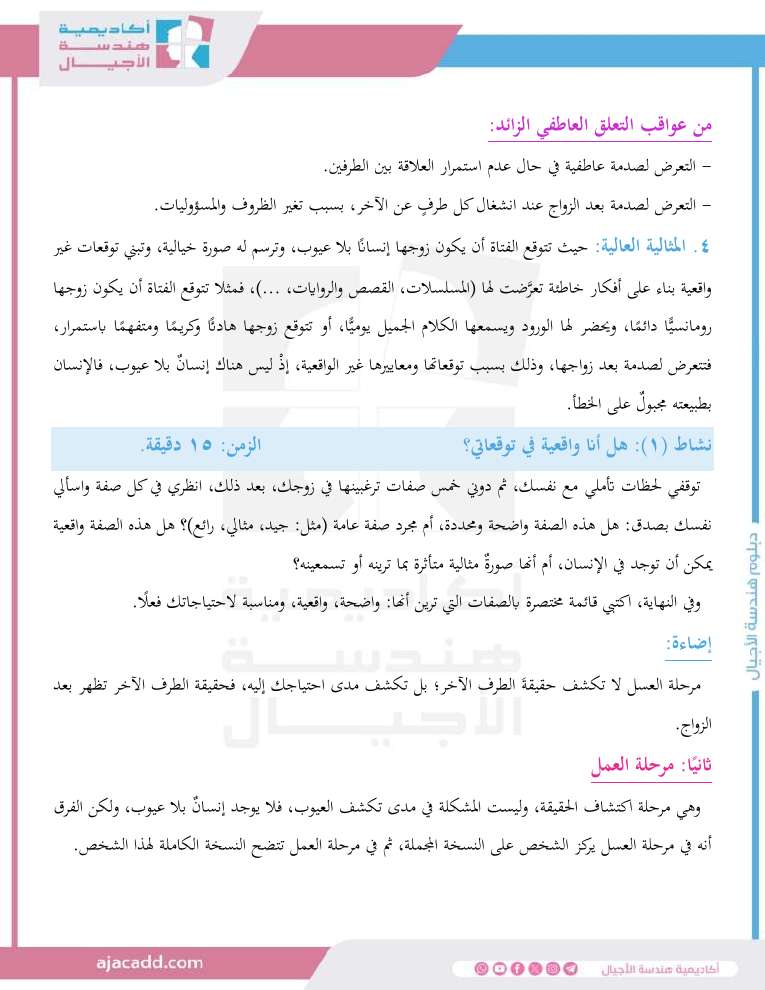 أكاديمية
هندسة
الأجيال
من عواقب التعلق العاطفي الزائد:
– التعرض لصدمة عاطفية في حال عدم استمرار العلاقة بين الطرفين.
– التعرض لصدمة بعد الزواج عند انشغال كل طرفٍ عن الآخر، بسبب تغير الظروف والمسؤوليات.
٤. المثالية العالية: حيث تتوقع الفتاة أن يكون زوجها إنسانًا بلا عيوب، وترسم له صورة خيالية، وتبني توقعات غير
واقعية بناء على أفكار خاطئة تعرَّضت لها (المسلسلات، القصص والروايات، ...)، فمثلا تتوقع الفتاة أن يكون زوجها
رومانسيًّا دائمًا، ويحضر لها الورود ويسمعها الكلام الجميل يوميًّا، أو تتوقع زوجها هادئًا وكريمًا ومتفهمًا باستمرار،
فتتعرض لصدمة بعد زواجها، وذلك بسبب توقعاتها ومعاييرها غير الواقعية، إذْ ليس هناك إنسانٌ بلا عيوب، فالإنسان
بطبيعته مجبولٌ على الخطأ.
نشاط (١): هل أنا واقعية في توقعاتي؟ الزمن: ١٥ دقيقة.
توقفي لحظات تأملي مع نفسك، ثم دوني خمس صفات ترغبينها في زوجك، بعد ذلك، انظري في كل صفة واسألي
نفسك بصدق: هل هذه الصفة واضحة ومحددة، أم مجرد صفة عامة (مثل: جيد، مثالي، رائع)؟ هل هذه الصفة واقعية
يمكن أن توجد في الإنسان، أم أنها صورةٌ مثالية متأثرة بما ترينه أو تسمعينه؟
وفي النهاية، اكتبي قائمة مختصرة بالصفات التي ترين أنها: واضحة، واقعية، ومناسبة لاحتياجاتك فعلًا.
إضاءة:
مرحلة العسل لا تكشف حقيقةَ الطرف الآخر؛ بل تكشف مدى احتياجك إليه، فحقيقة الطرف الآخر تظهر بعد
الزواج.
ثانيًا: مرحلة العمل
وهي مرحلة اكتشاف الحقيقة، وليست المشكلة في مدى تكشف العيوب، فلا يوجد إنسانٌ بلا عيوب، ولكن الفرق
أنه في مرحلة العسل يركز الشخص على النسخة المجملة، ثم في مرحلة العمل تتضح النسخة الكاملة لهذا الشخص.
دبلوم هندسة الأجيال
أكاديمية
هندسة
الأجيال
أكاديمية هندسة الأجيال
ajacadd.com